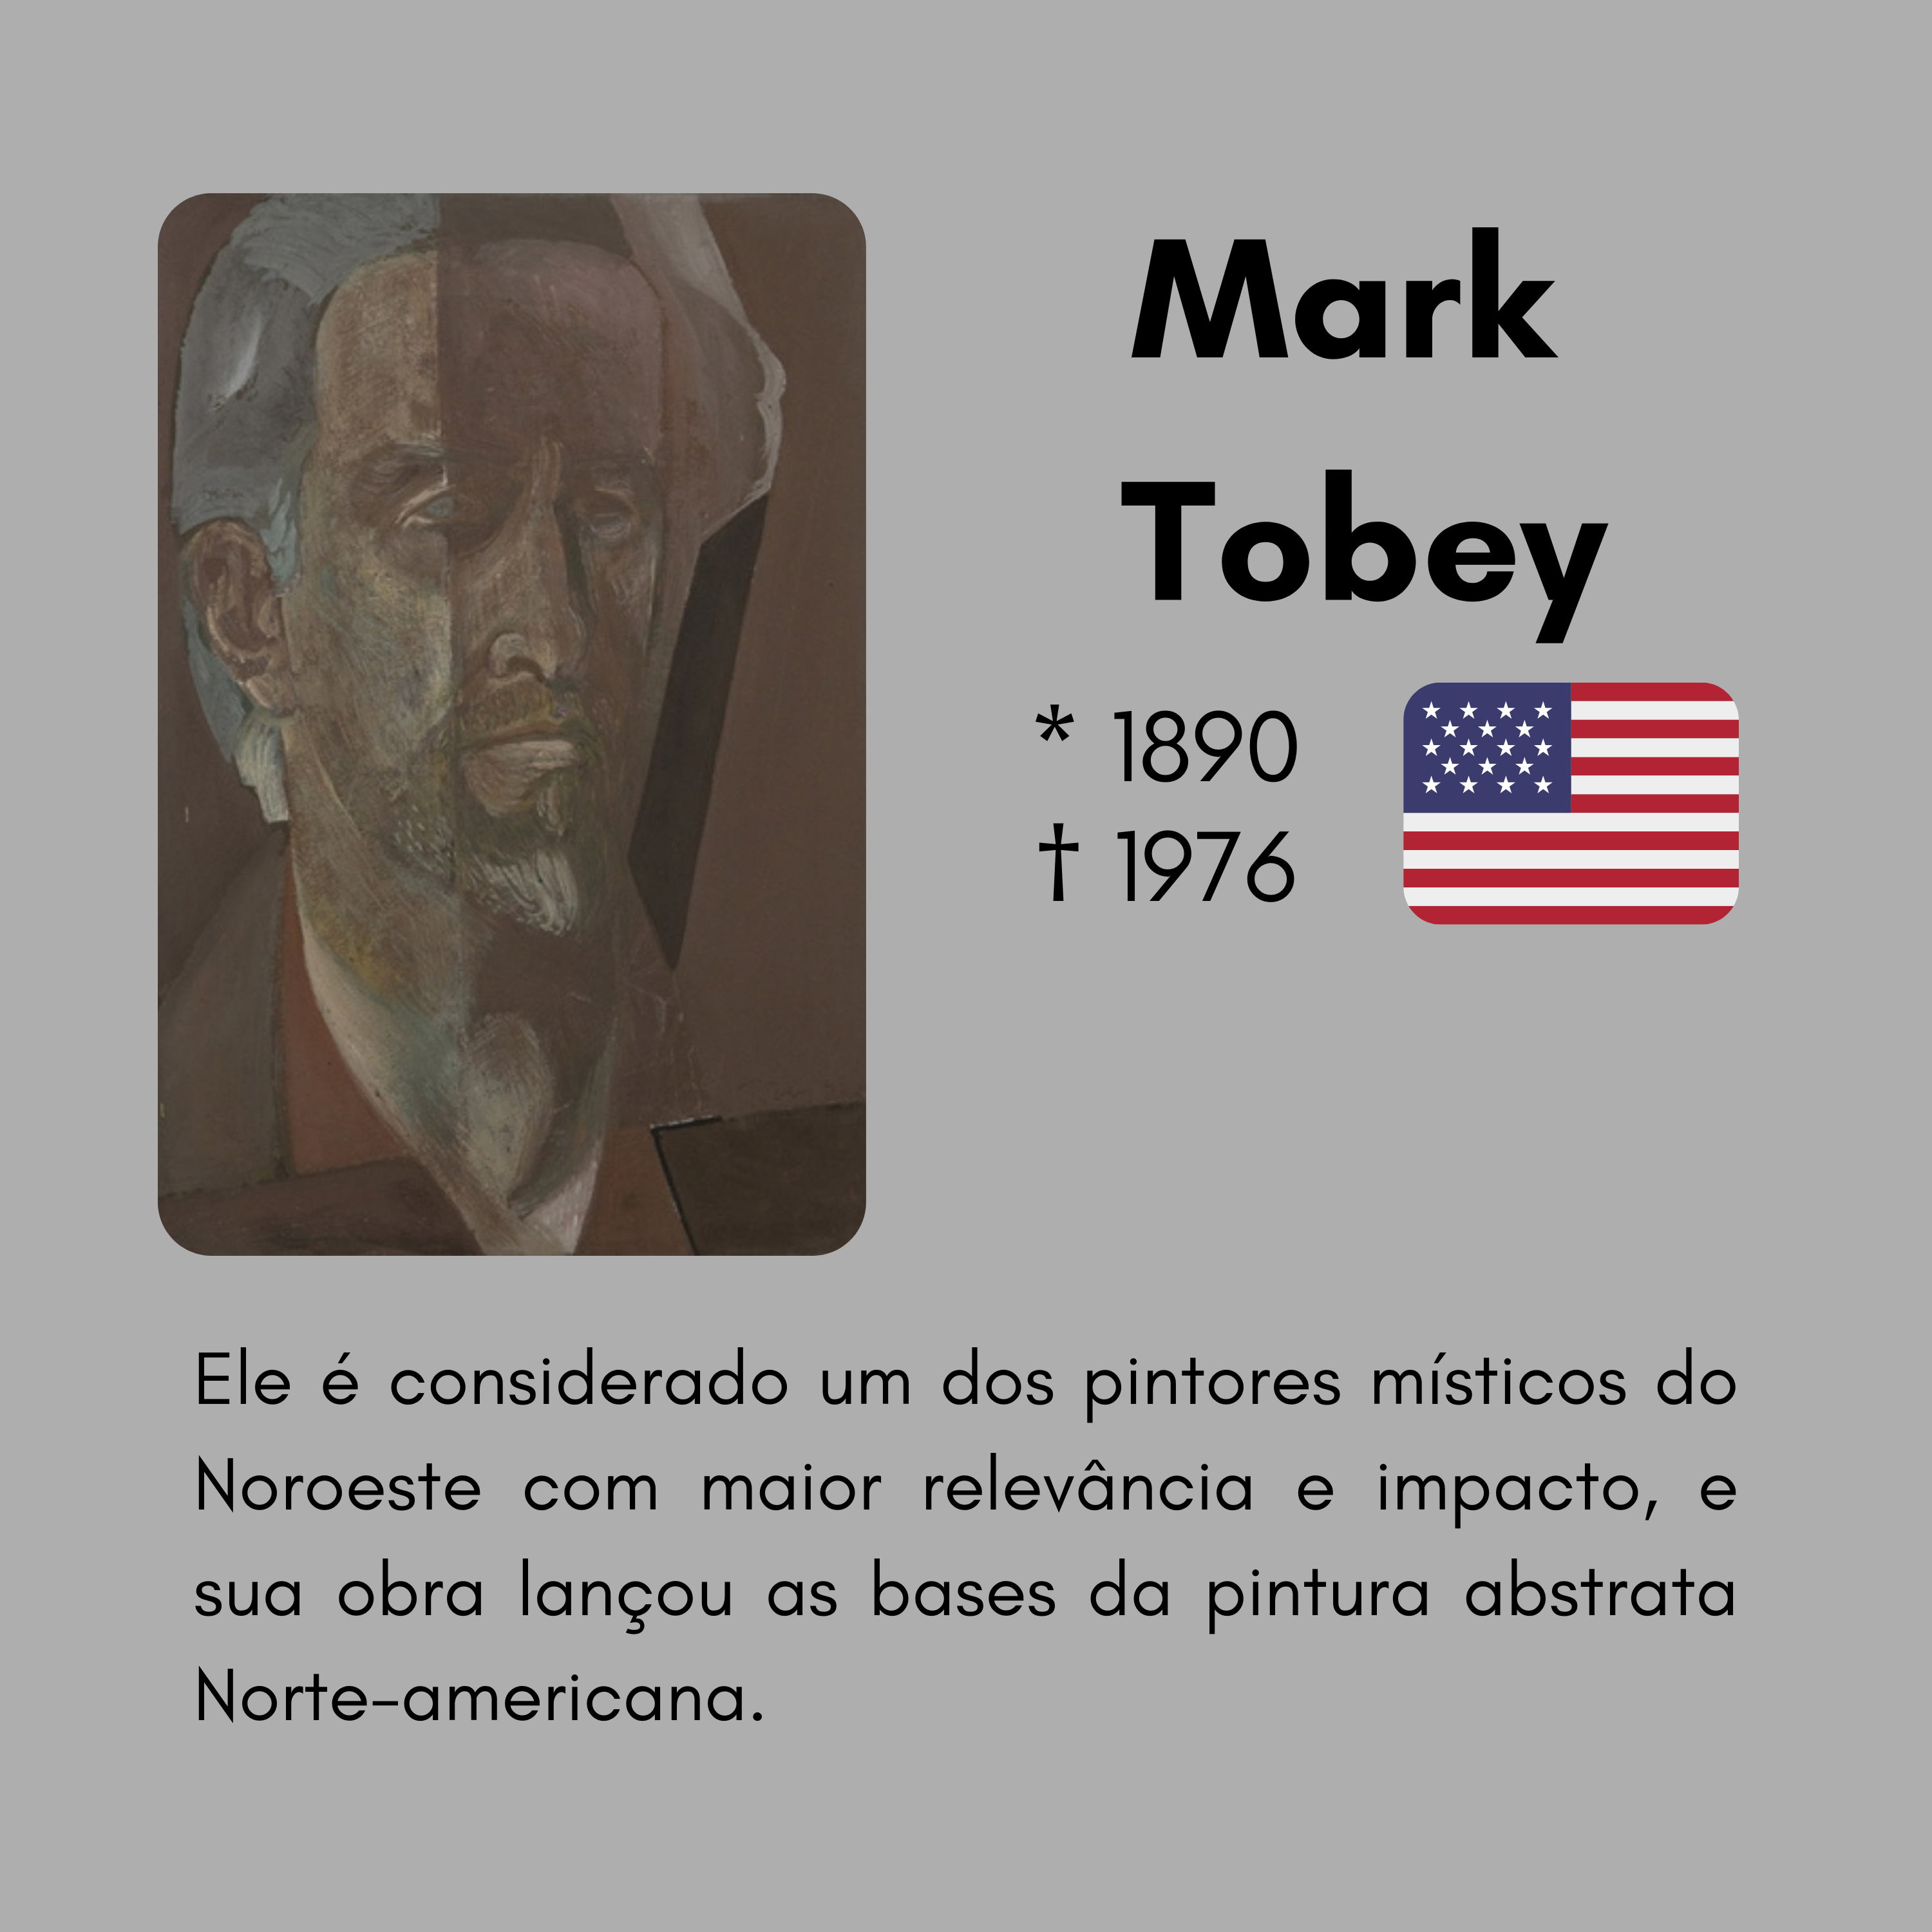 Mark
Tobey
* 1890
† 1976
Ele é considerado um dos pintores místicos do
Noroeste com maior relevância e impacto, e
sua obra lançou as bases da pintura abstrata
Norte-americana.